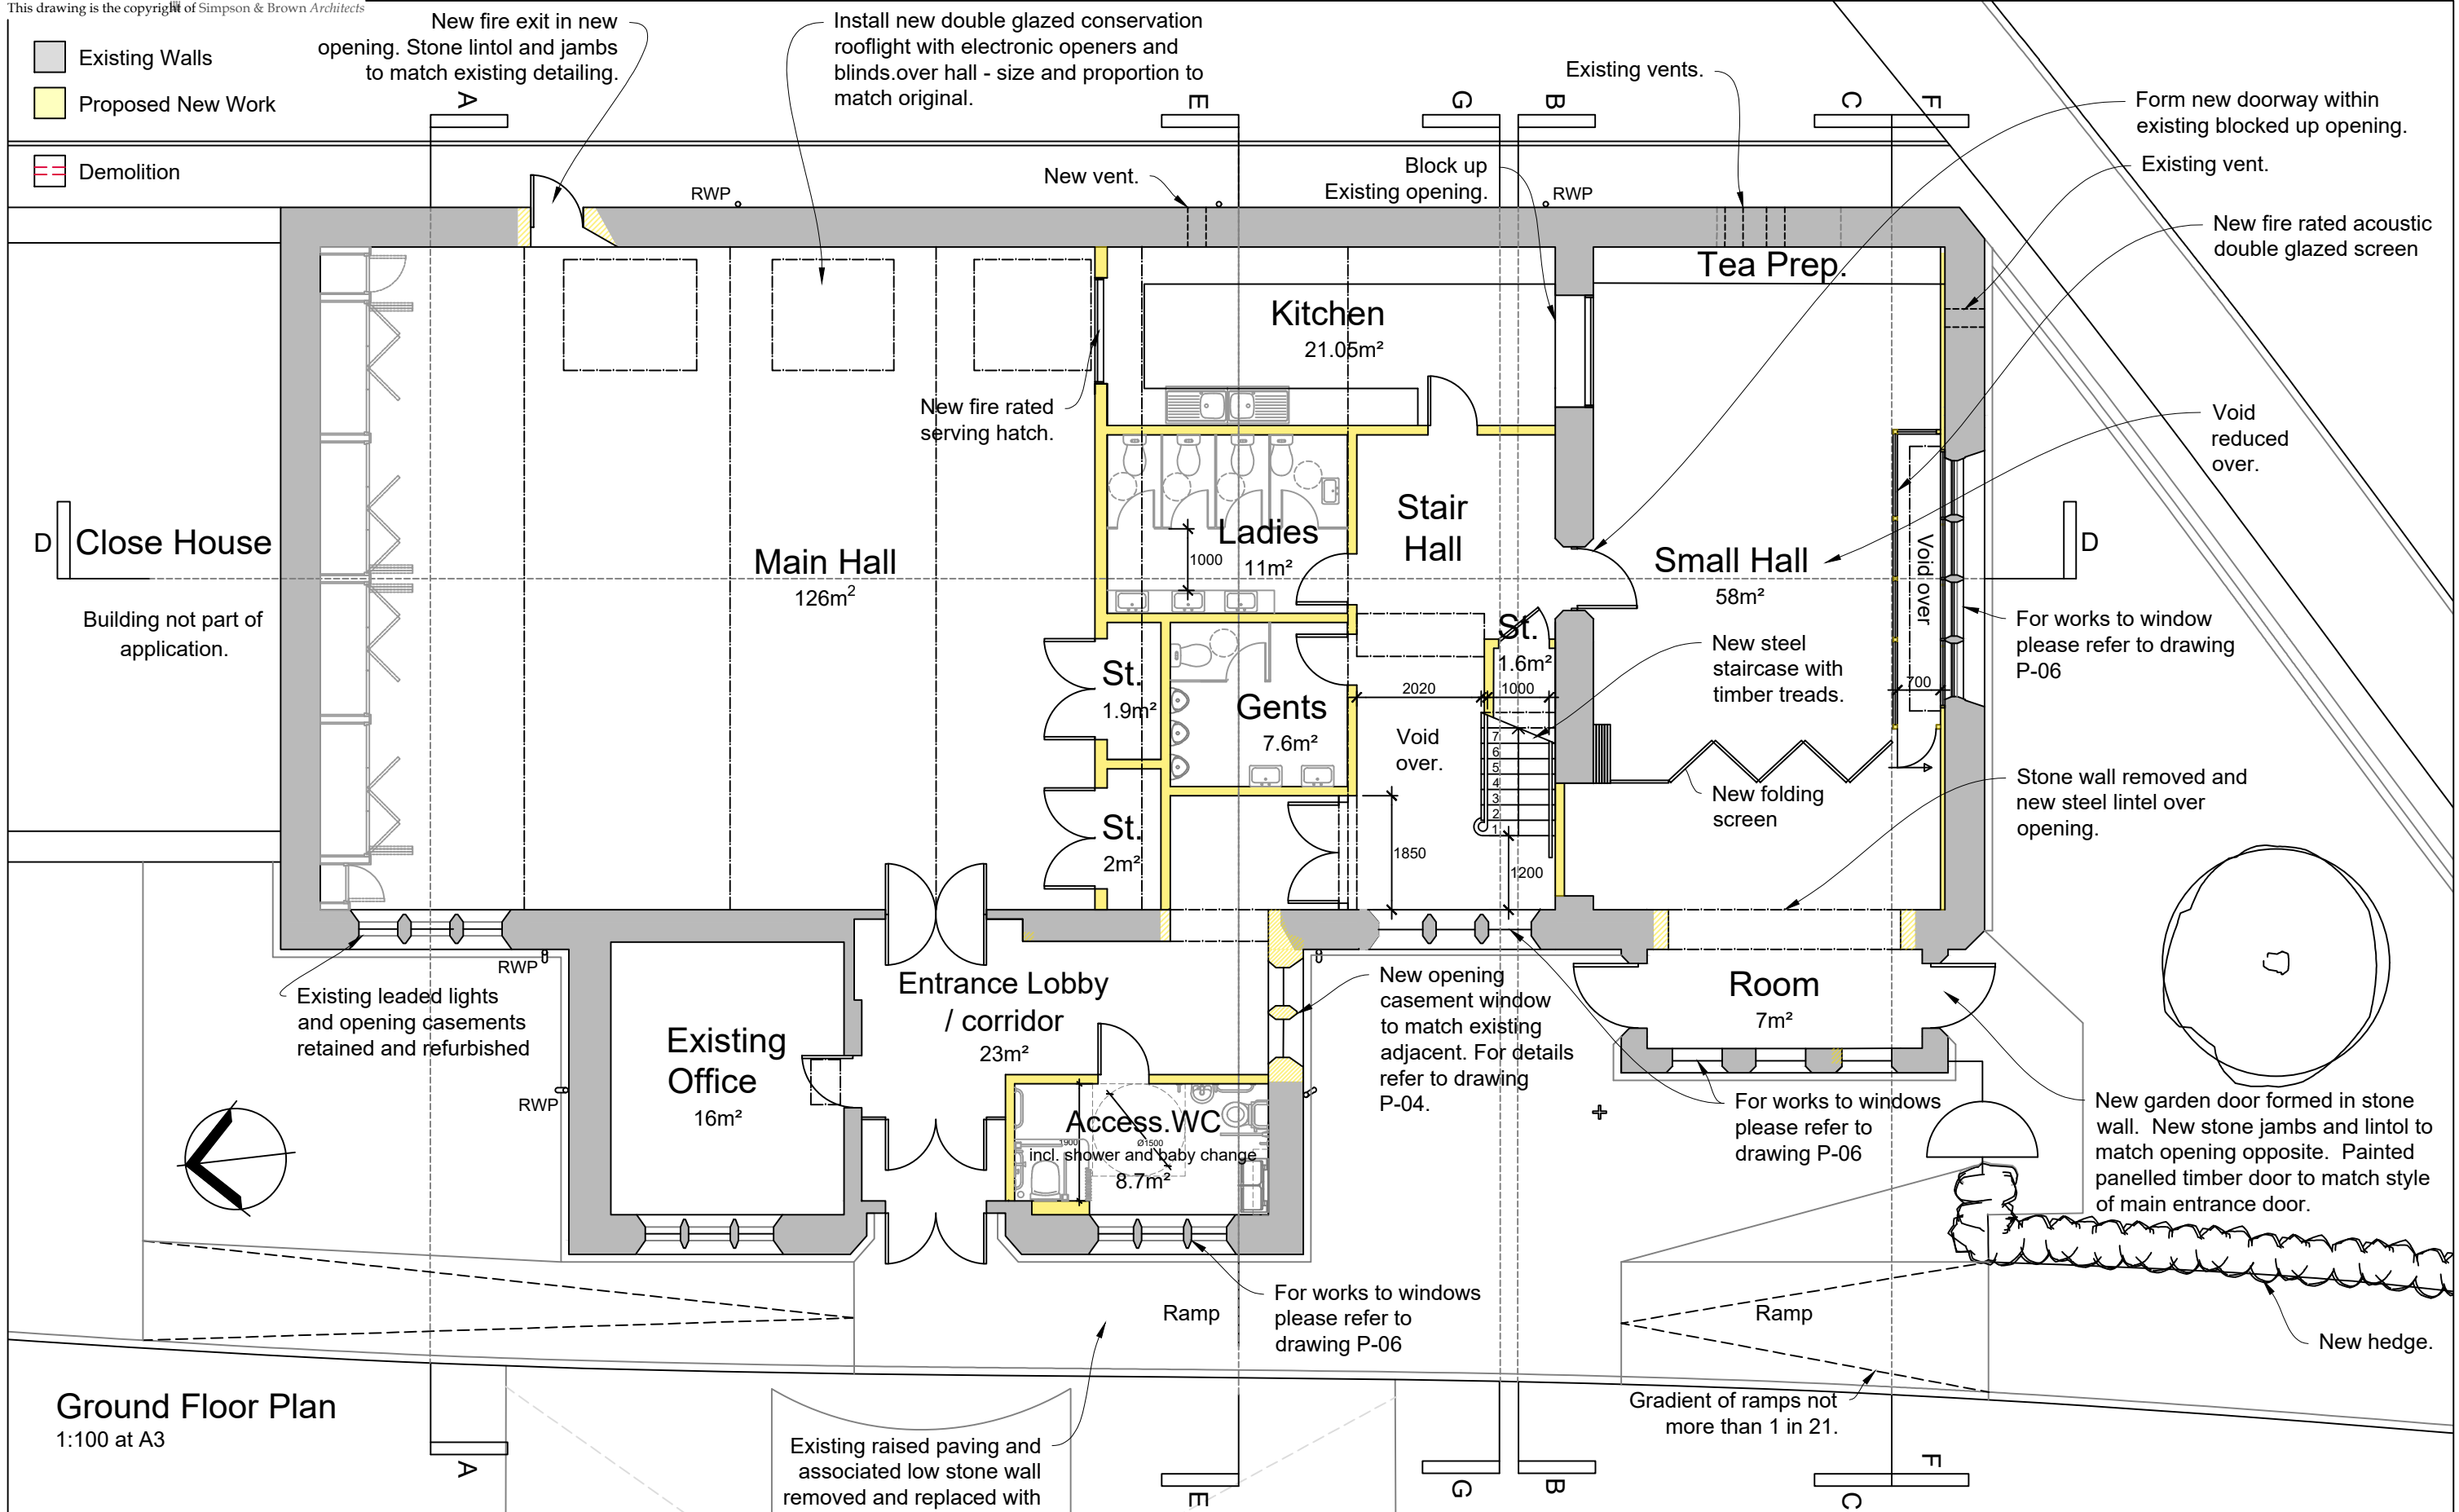 This drawing is the copyright of Simpson & Brown Architects
Existing Walls
Proposed New Work
Demolition
New fire exit in new
opening. Stone lintol and jambs
to match existing detailing.
Install new double glazed conservation
rooflight with electronic openers and
blinds.over hall - size and proportion to
match original.
Existing vents.
Form new doorway within
existing blocked up opening.
Existing vent.
New fire rated acoustic
double glazed screen
A
E
G
B
C
F
New vent.
Block up
Existing opening.
RWP
RWP
Tea Prep.
Kitchen
21.05m²
New fire rated
serving hatch.
Void
reduced
over.
D
Close House
Building not part of
application.
Main Hall
126m²
Ladies
11m²
1000
Stair
Hall
Small Hall
58m²
Void over
D
For works to window
please refer to drawing
P-06
St.
1.6m²
New steel
staircase with
timber treads.
St.
1.9m²
Gents
7.6m²
2020
1000
700
Void
over.
7
6
5
4
3
2
1
New folding
screen
Stone wall removed and
new steel lintel over
opening.
St.
2m²
1850
1200
RWP
Existing leaded lights
and opening casements
retained and refurbished
RWP
Existing
Office
16m²
Entrance Lobby
/ corridor
23m²
New opening
casement window
to match existing
adjacent. For details
refer to drawing
P-04.
Room
7m²
Access.WC
1900
Ø1500
incl. shower and baby change
8.7m²
For works to windows
please refer to
drawing P-06
New garden door formed in stone
wall. New stone jambs and lintol to
match opening opposite. Painted
panelled timber door to match style
of main entrance door.
Ramp
For works to windows
please refer to
drawing P-06
Ramp
New hedge.
Gradient of ramps not
more than 1 in 21.
Ground Floor Plan
1:100 at A3
Existing raised paving and
associated low stone wall
removed and replaced with
A
E
G
B
C
F